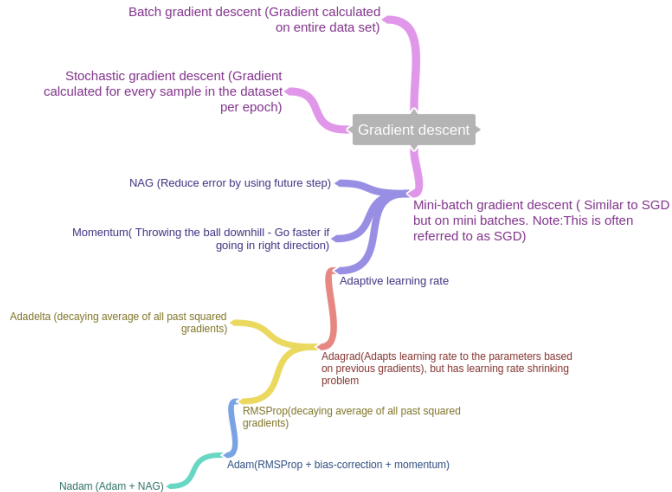 Batch gradient descent (Gradient calculated
on entire data set)
Stochastic gradient descent (Gradient
calculated for every sample in the dataset
per epoch)
Gradient descent
NAG (Reduce error by using future step)
Mini-batch gradient descent ( Similar to SGD
but on mini batches. Note:This is often
referred to as SGD)
Momentum( Throwing the ball downhill - Go faster if
going in right direction)
Adaptive learning rate
Adadelta (decaying average of all past squared
gradients)
Adagrad(Adapts learning rate to the parameters based
on previous gradients), but has learning rate shrinking
problem
RMSProp(decaying average of all past squared
gradients)
Adam(RMSProp + bias-correction + momentum)
Nadam (Adam + NAG)